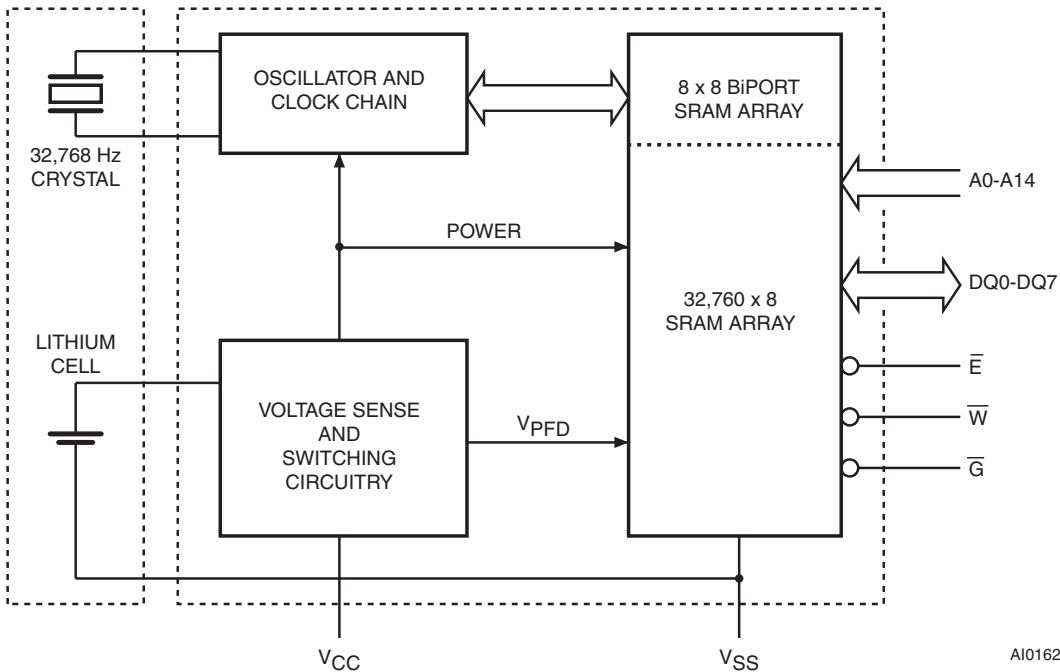 OSCILLATOR AND
CLOCK CHAIN
8 x 8 BiPORT
SRAM ARRAY
32,768 Hz
CRYSTAL
A0-A14
POWER
DQ0-DQ7
32,760 x 8
SRAM ARRAY
LITHIUM
CELL
E̅
VOLTAGE SENSE
AND
SWITCHING
CIRCUITRY
VPFD
W̅
G̅
VCC
VSS
AI0162